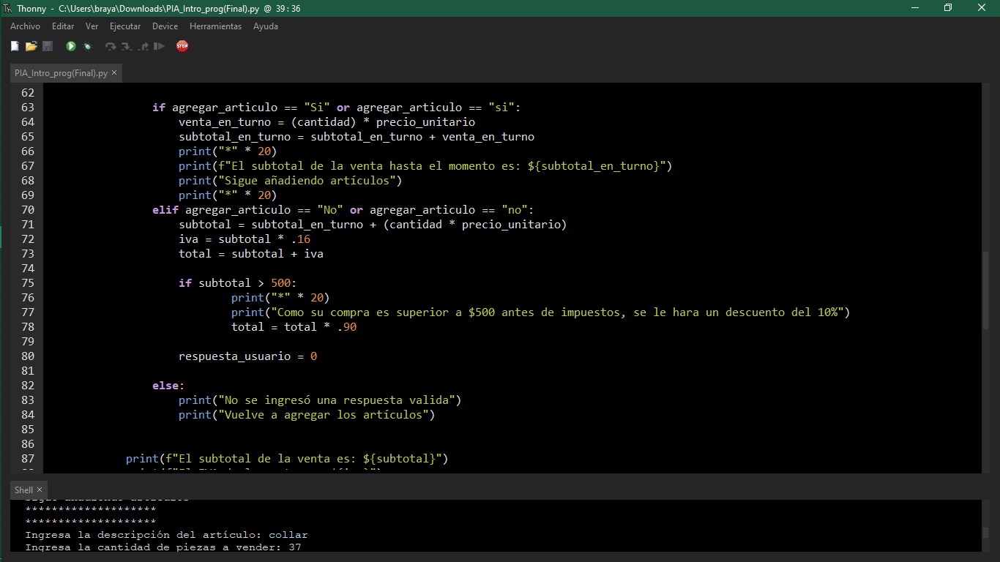 Thonny - C:\Users\braya\Downloads\PIA_Intro_prog(Final).py @ 39:36
Archivo Editar Ver Ejecutar Device Herramientas Ayuda
STOP
PIA_Intro_prog(Final).py ×
62
63 if agregar_articulo == "Si" or agregar_articulo == "si":
64 venta_en_turno = (cantidad) * precio_unitario
65 subtotal_en_turno = subtotal_en_turno + venta_en_turno
66 print("*" * 20)
67 print(f"El subtotal de la venta hasta el momento es: ${subtotal_en_turno}")
68 print("Sigue añadiendo artículos")
69 print("*" * 20)
70 elif agregar_articulo == "No" or agregar_articulo == "no":
71 subtotal = subtotal_en_turno + (cantidad * precio_unitario)
72 iva = subtotal * .16
73 total = subtotal + iva
74
75 if subtotal > 500:
76 print("*" * 20)
77 print("Como su compra es superior a $500 antes de impuestos, se le hara un descuento del 10%")
78 total = total * .90
79
80 respuesta_usuario = 0
81
82 else:
83 print("No se ingresó una respuesta valida")
84 print("Vuelve a agregar los artículos")
85
86
87 print(f"El subtotal de la venta es: ${subtotal}")
Shell ×
********************
********************
Ingresa la descripción del artículo: collar
Ingresa la cantidad de piezas a vender: 37